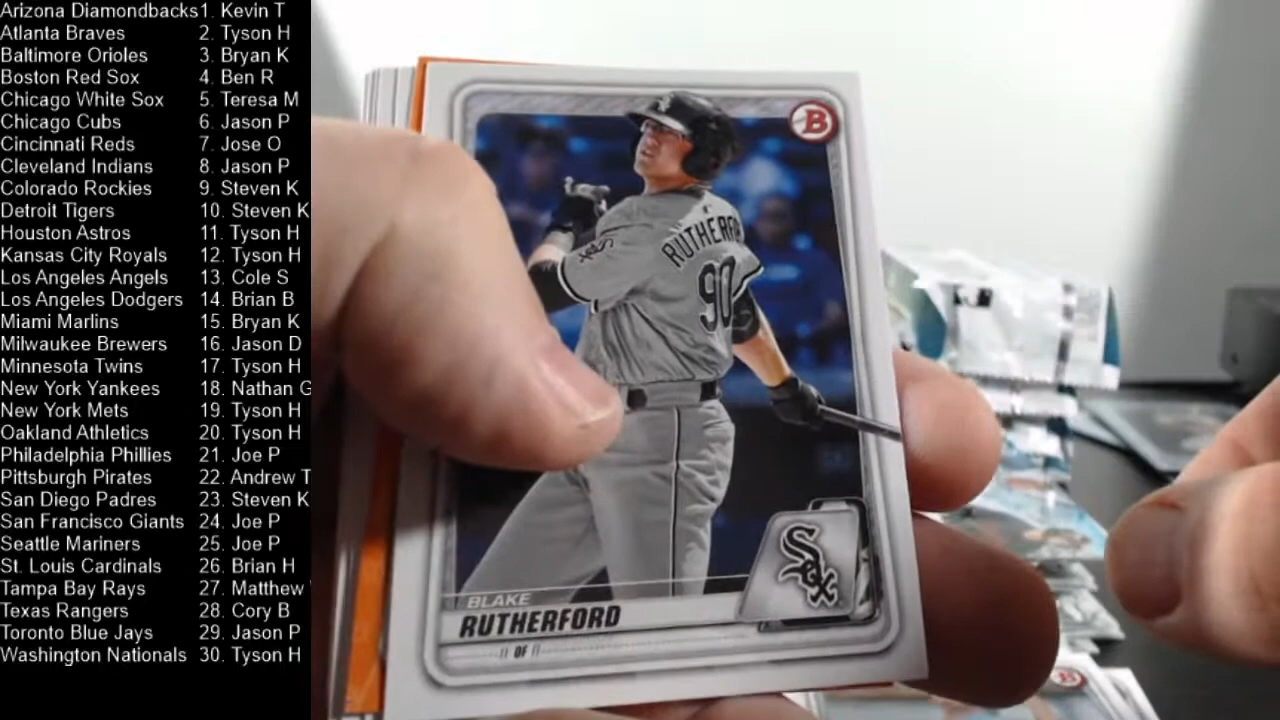 Arizona Diamondbacks 1. Kevin T
Atlanta Braves 2. Tyson H
Baltimore Orioles 3. Bryan K
Boston Red Sox 4. Ben R
Chicago White Sox 5. Teresa M
Chicago Cubs 6. Jason P
Cincinnati Reds 7. Jose O
Cleveland Indians 8. Jason P
Colorado Rockies 9. Steven K
Detroit Tigers 10. Steven K
Houston Astros 11. Tyson H
Kansas City Royals 12. Tyson H
Los Angeles Angels 13. Cole S
Los Angeles Dodgers 14. Brian B
Miami Marlins 15. Bryan K
Milwaukee Brewers 16. Jason D
Minnesota Twins 17. Tyson H
New York Yankees 18. Nathan G
New York Mets 19. Tyson H
Oakland Athletics 20. Tyson H
Philadelphia Phillies 21. Joe P
Pittsburgh Pirates 22. Andrew T
San Diego Padres 23. Steven K
San Francisco Giants 24. Joe P
Seattle Mariners 25. Joe P
St. Louis Cardinals 26. Brian H
Tampa Bay Rays 27. Matthew
Texas Rangers 28. Cory B
Toronto Blue Jays 29. Jason P
Washington Nationals 30. Tyson H
B
Sox
90
Sox
BLAKE
RUTHERFORD
OF
B